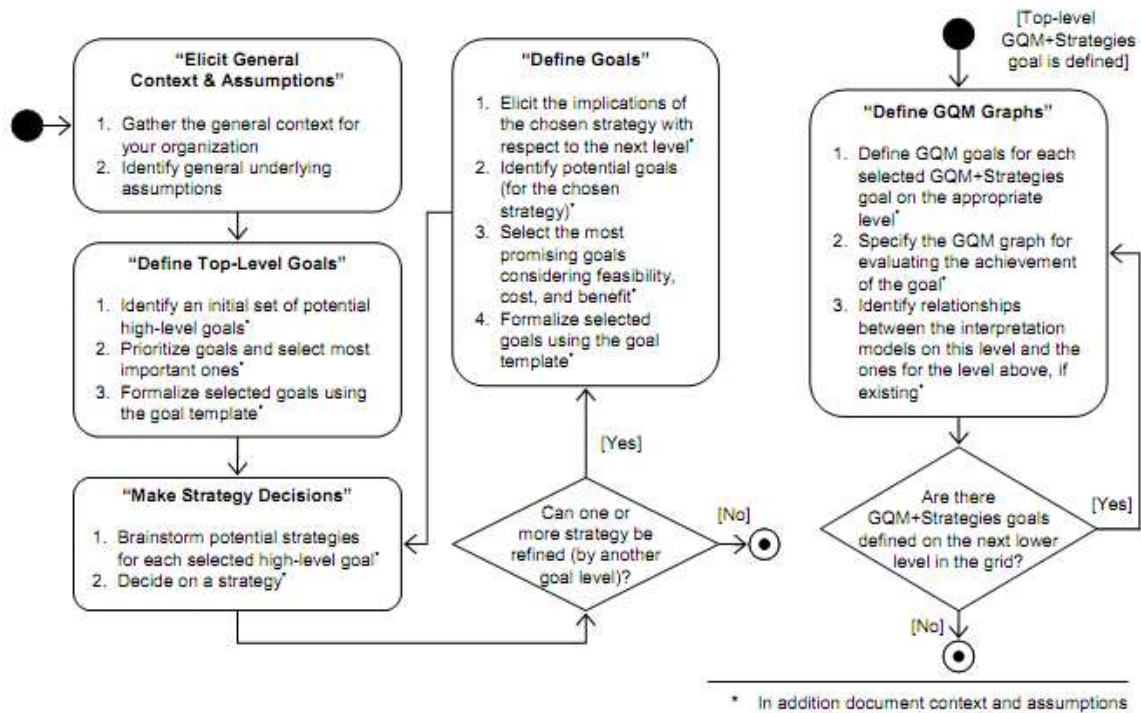 “Elicit General
Context & Assumptions”
1. Gather the general context for
your organization
2. Identify general underlying
assumptions
“Define Top-Level Goals”
1. Identify an initial set of potential
high-level goals*
2. Prioritize goals and select most
important ones*
3. Formalize selected goals using
the goal template*
“Make Strategy Decisions”
1. Brainstorm potential strategies
for each selected high-level goal*
2. Decide on a strategy*
“Define Goals”
1. Elicit the implications of
the chosen strategy with
respect to the next level*
2. Identify potential goals
(for the chosen
strategy)*
3. Select the most
promising goals
considering feasibility,
cost, and benefit*
4. Formalize selected
goals using the goal
template*
[Yes]
Can one or
more strategy be
refined (by another
goal level)?
[No]
[Top-level
GQM+Strategies
goal is defined]
“Define GQM Graphs”
1. Define GQM goals for each
selected GQM+Strategies
goal on the appropriate
level*
2. Specify the GQM graph for
evaluating the achievement
of the goal*
3. Identify relationships
between the interpretation
models on this level and the
ones for the level above, if
existing*
Are there
GQM+Strategies goals
defined on the next lower
level in the grid?
[Yes]
[No]
* In addition document context and assumptions